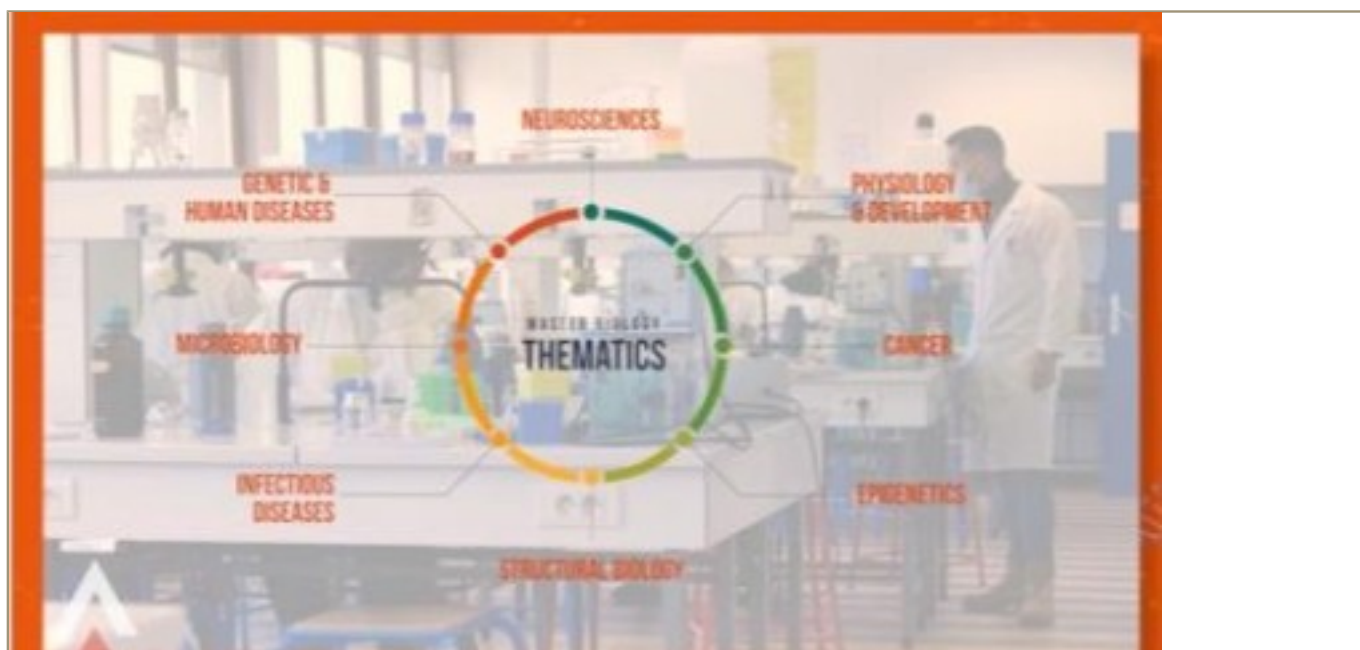 NEUROSCIENCES
GENETIC &
HUMAN DISEASES
PHYSIOLOGY
& DEVELOPMENT
MASTER BIOLOGY
THEMATICS
MICROBIOLOGY
CANCER
INFECTIOUS
DISEASES
EPIGENETICS
STRUCTURAL BIOLOGY